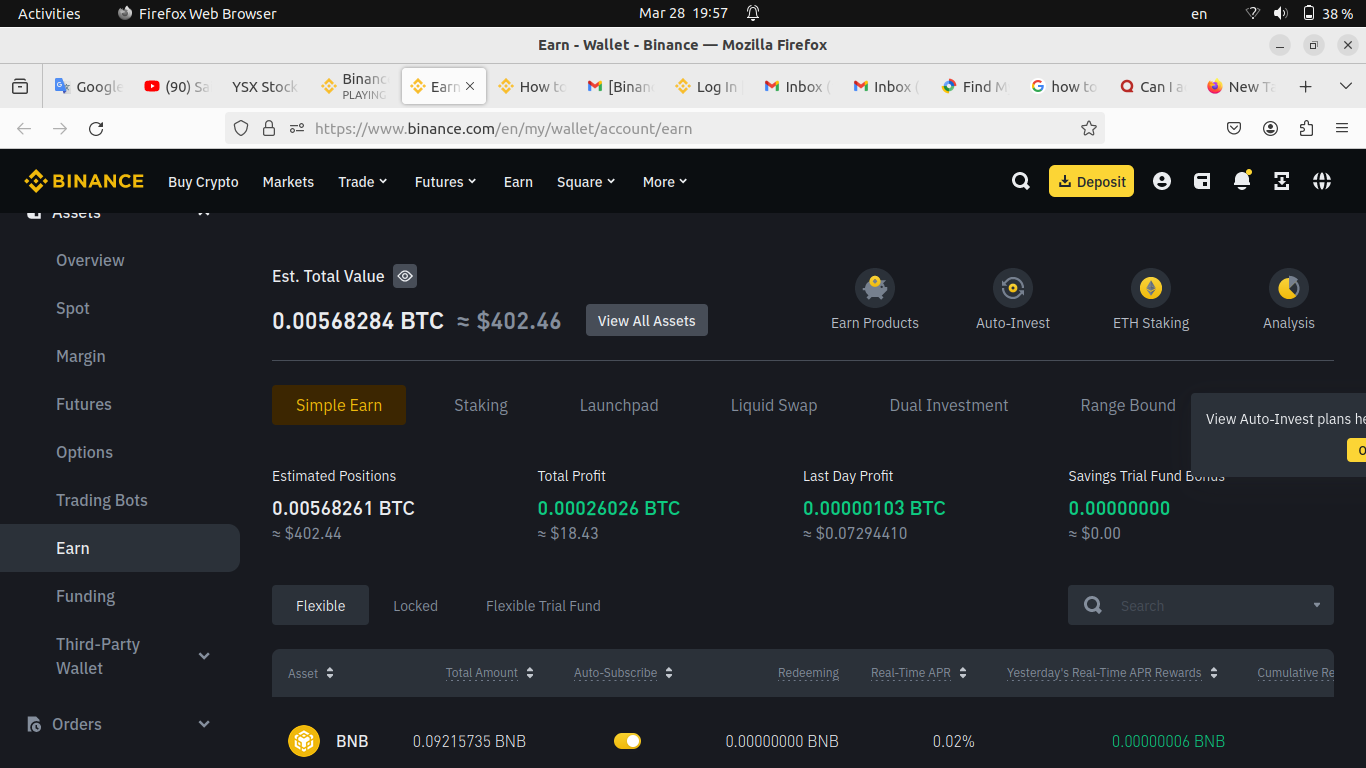 Activities Firefox Web Browser Mar 28 19:57 en 38 %
Earn - Wallet - Binance — Mozilla Firefox
Google (90) Sa YSX Stock Binanc PLAYING Earn How to [Binan Log In Inbox ( Inbox ( Find M how to Can I a New Ta
https://www.binance.com/en/my/wallet/account/earn
BINANCE Buy Crypto Markets Trade Futures Earn Square More Deposit
Assets
Overview
Spot
Margin
Futures
Options
Trading Bots
Earn
Funding
Third-Party
Wallet
Orders
Est. Total Value
0.00568284 BTC ≈ $402.46 View All Assets
Earn Products Auto-Invest ETH Staking Analysis
Simple Earn Staking Launchpad Liquid Swap Dual Investment Range Bound
View Auto-Invest plans he
Estimated Positions Total Profit Last Day Profit Savings Trial Fund Bonus
0.00568261 BTC 0.00026026 BTC 0.00000103 BTC 0.00000000
≈ $402.44 ≈ $18.43 ≈ $0.07294410 ≈ $0.00
Flexible Locked Flexible Trial Fund Search
Asset Total Amount Auto-Subscribe Redeeming Real-Time APR Yesterday's Real-Time APR Rewards Cumulative Re
BNB 0.09215735 BNB 0.00000000 BNB 0.02% 0.00000006 BNB